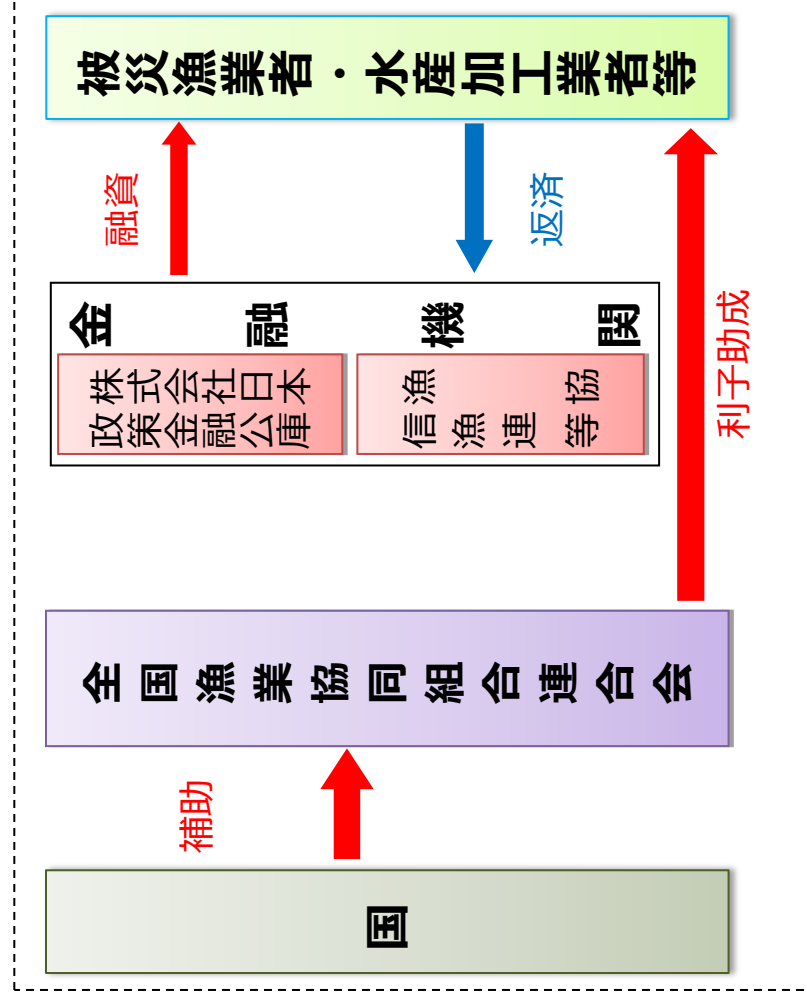 国
補助
全国漁業協同組合連合会
金融機関
株式会社日本
政策金融公庫
漁協
信漁連等
融資
返済
利子助成
被災漁業者・水産加工業者等